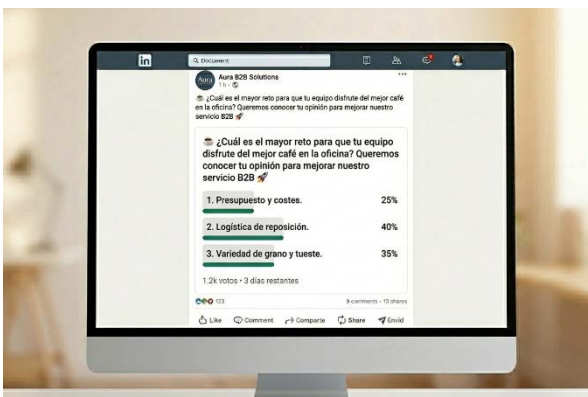 in
Document
Aura
Aura B2B Solutions
1 h •
☕ ¿Cuál es el mayor reto para que tu equipo disfrute del mejor café
en la oficina? Queremos conocer tu opinión para mejorar nuestro
servicio B2B 🚀
☕ ¿Cuál es el mayor reto para que tu equipo
disfrute del mejor café en la oficina? Queremos
conocer tu opinión para mejorar nuestro
servicio B2B 🚀
1. Presupuesto y costes. 25%
2. Logística de reposición. 40%
3. Variedad de grano y tueste. 35%
1.2k votos • 3 días restantes
123 9 comments • 13 shares
Like Comment Comparte Share Emiid